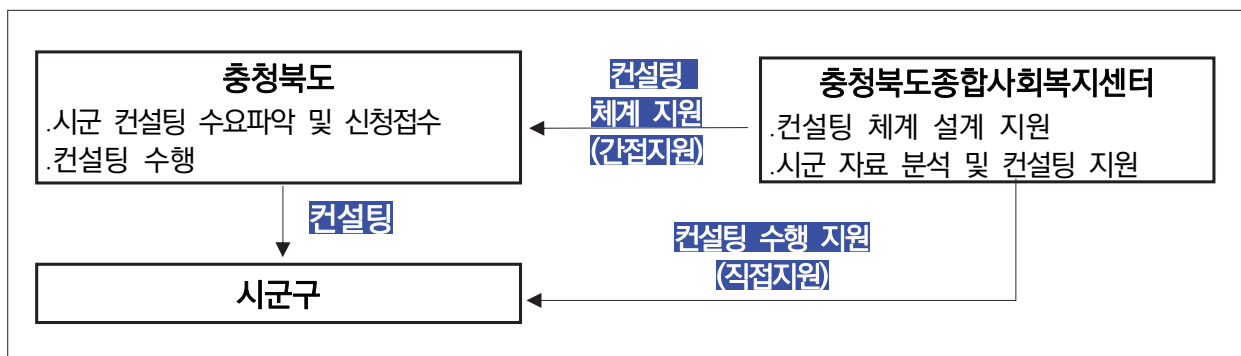 충청북도
.시군 컨설팅 수요파악 및 신청접수
.컨설팅 수행
컨설팅
체계 지원
(간접지원)
충청북도종합사회복지센터
.컨설팅 체계 설계 지원
.시군 자료 분석 및 컨설팅 지원
컨설팅
컨설팅 수행 지원
(직접지원)
시군구